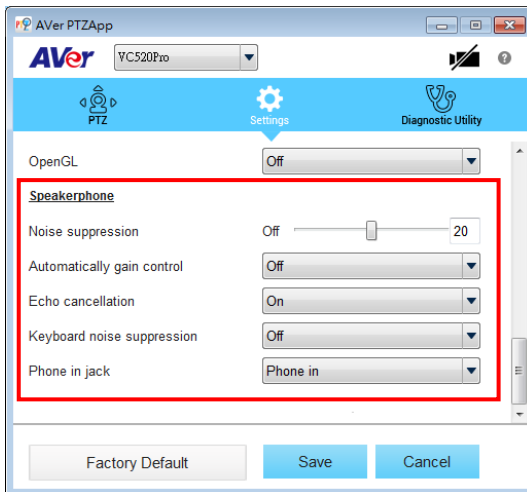 AVer PTZApp
AVer VC520Pro ?
PTZ Settings Diagnostic Utility
OpenGL Off
Speakerphone
Noise suppression Off 20
Automatically gain control Off
Echo cancellation On
Keyboard noise suppression Off
Phone in jack Phone in
Factory Default Save Cancel